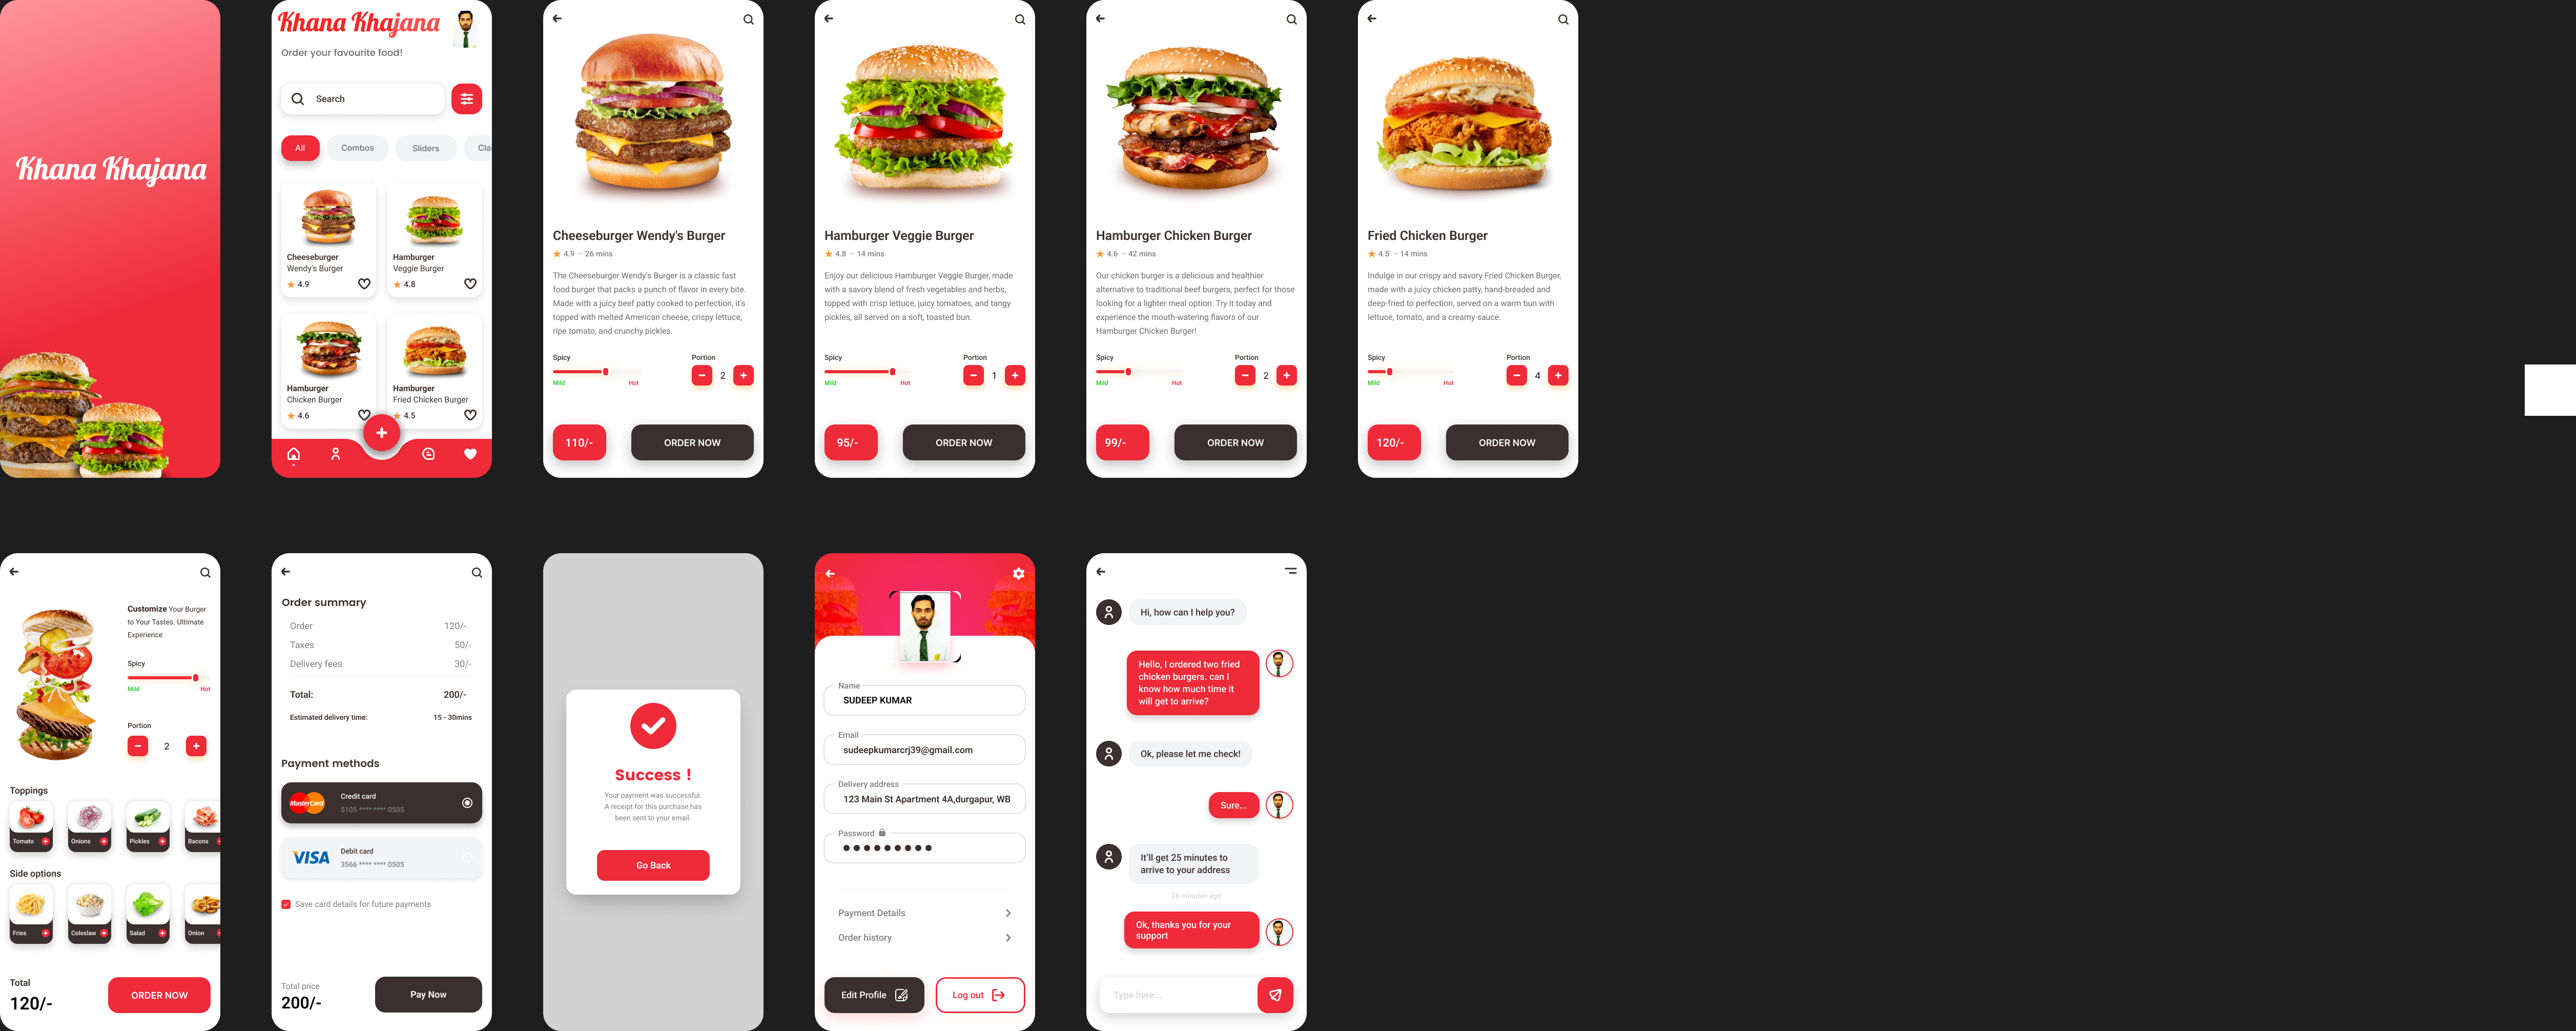 Khana Khajana
Khana Khajana
Order your favourite food!
Search
All
Combos
Sliders
Clas
Cheeseburger
Wendy's Burger
4.9
Hamburger
Veggie Burger
4.8
Hamburger
Chicken Burger
4.6
Hamburger
Fried Chicken Burger
4.5
Cheeseburger Wendy's Burger
4.9 – 26 mins
The Cheeseburger Wendy's Burger is a classic fast
food burger that packs a punch of flavor in every bite.
Made with a juicy beef patty cooked to perfection, it's
topped with melted American cheese, crispy lettuce,
ripe tomato, and crunchy pickles.
Spicy
Mild
Hot
Portion
2
110/-
ORDER NOW
Hamburger Veggie Burger
4.8 – 14 mins
Enjoy our delicious Hamburger Veggie Burger, made
with a savory blend of fresh vegetables and herbs,
topped with crisp lettuce, juicy tomatoes, and tangy
pickles, all served on a soft, toasted bun.
Spicy
Mild
Hot
Portion
1
95/-
ORDER NOW
Hamburger Chicken Burger
4.6 – 42 mins
Our chicken burger is a delicious and healthier
alternative to traditional beef burgers, perfect for those
looking for a lighter meal option. Try it today and
experience the mouth-watering flavors of our
Hamburger Chicken Burger!
Spicy
Mild
Hot
Portion
2
99/-
ORDER NOW
Fried Chicken Burger
4.5 – 14 mins
Indulge in our crispy and savory Fried Chicken Burger,
made with a juicy chicken patty, hand-breaded and
deep-fried to perfection, served on a warm bun with
lettuce, tomato, and a creamy sauce.
Spicy
Mild
Hot
Portion
4
120/-
ORDER NOW
Customize Your Burger
to Your Tastes. Ultimate
Experience
Spicy
Mild
Hot
Portion
2
Toppings
Tomato
Onions
Pickles
Bacons
Side options
Fries
Coleslaw
Salad
Onion
Total
120/-
ORDER NOW
Order summary
Order 120/-
Taxes 50/-
Delivery fees 30/-
Total: 200/-
Estimated delivery time: 15 - 30mins
Payment methods
MasterCard
Credit card
5105 **** **** 0505
VISA
Debit card
3566 **** **** 0505
Save card details for future payments
Total price
200/-
Pay Now
Success !
Your payment was successful.
A receipt for this purchase has
been sent to your email.
Go Back
Name
SUDEEP KUMAR
Email
sudeepkumarcrj39@gmail.com
Delivery address
123 Main St Apartment 4A,durgapur, WB
Password
Payment Details
Order history
Edit Profile
Log out
Hi, how can I help you?
Hello, I ordered two fried
chicken burgers. can I
know how much time it
will get to arrive?
Ok, please let me check!
Sure...
It'll get 25 minutes to
arrive to your address
26 minutes ago
Ok, thanks you for your
support
Type here...